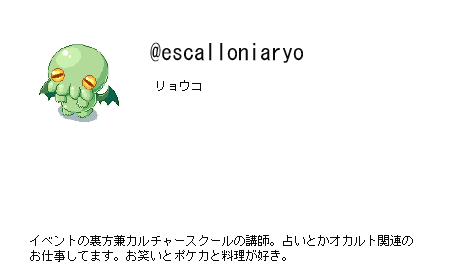 @escalloniaryo
リョウコ
イベントの裏方兼カルチャースクールの講師。占いとかオカルト関連の
お仕事してます。お笑いとポケカと料理が好き。